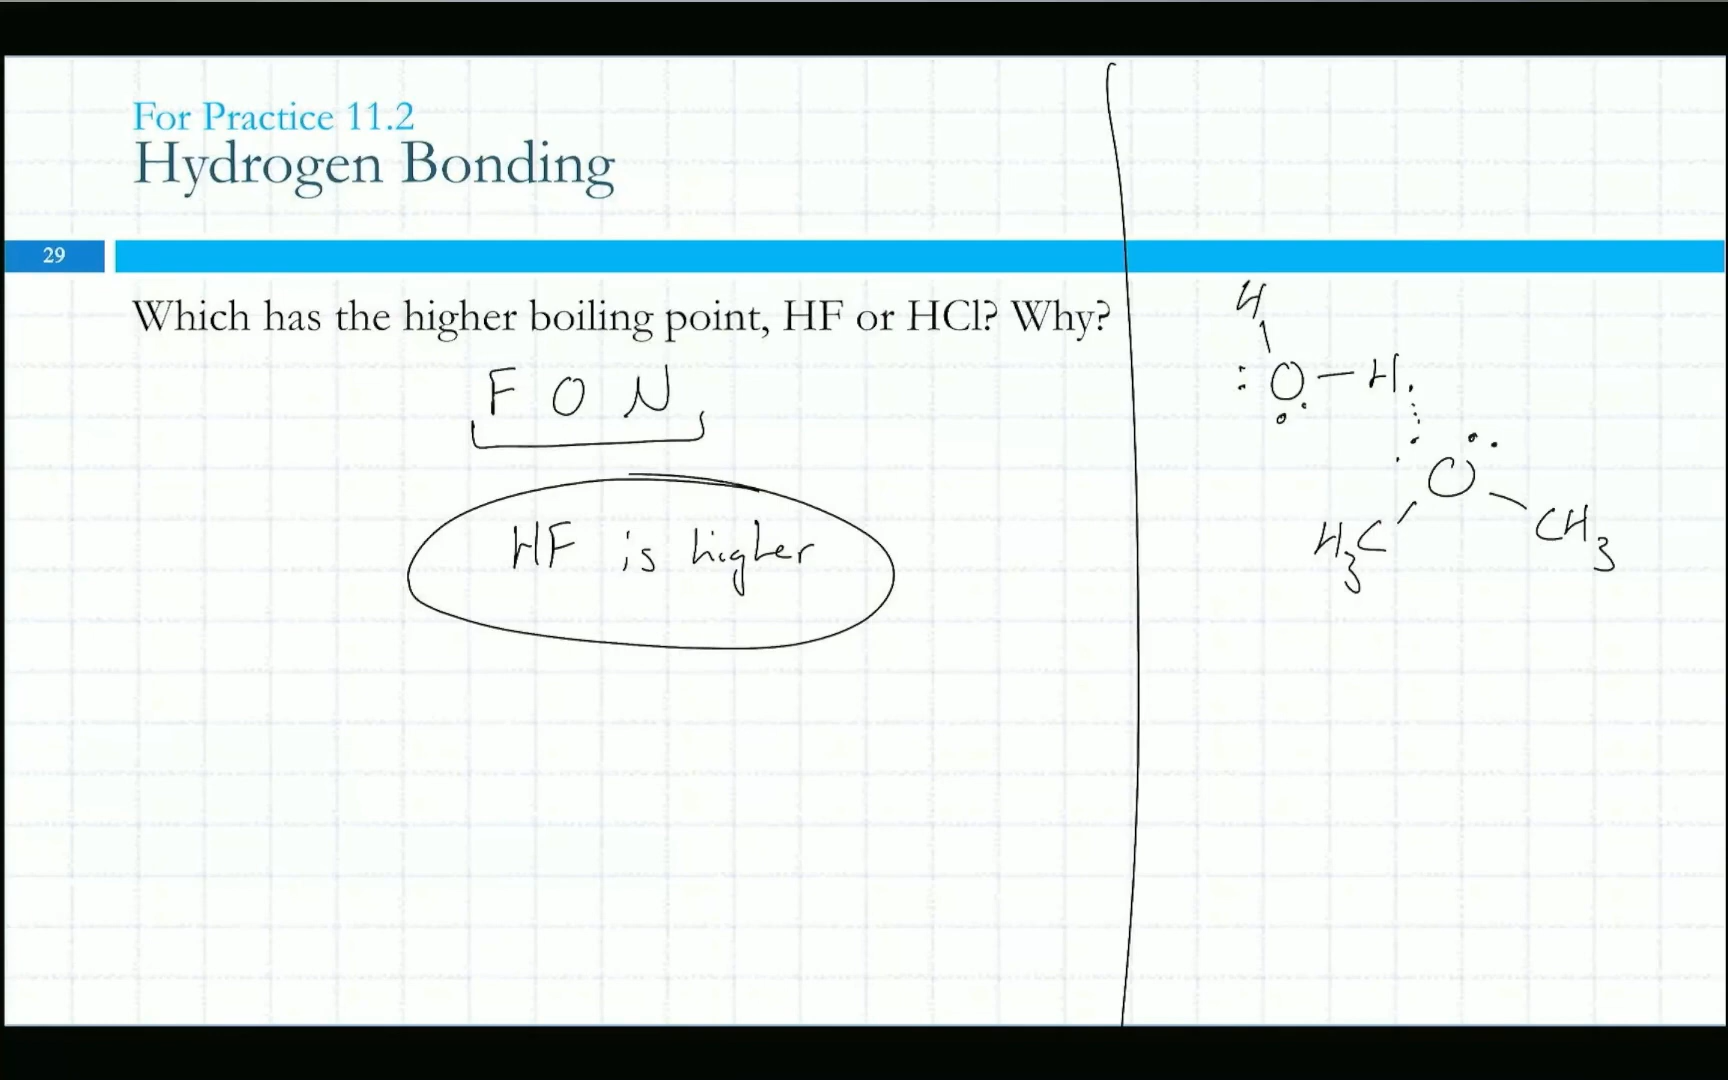 For Practice 11.2
Hydrogen Bonding
29
Which has the higher boiling point, HF or HCl? Why?
F O N
HF is higher
H
:O-H
O
H₃C
CH₃